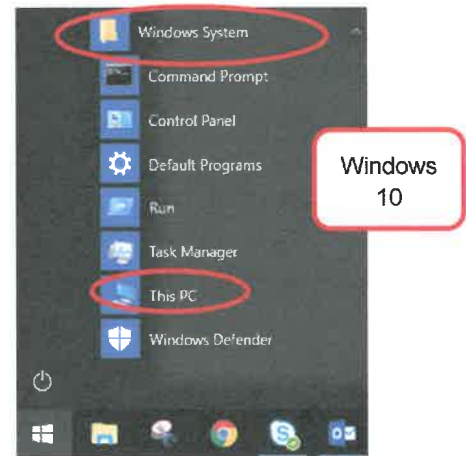 Windows System
Command Prompt
Control Panel
Default Programs
Run
Task Manager
This PC
Windows Defender
Windows
10